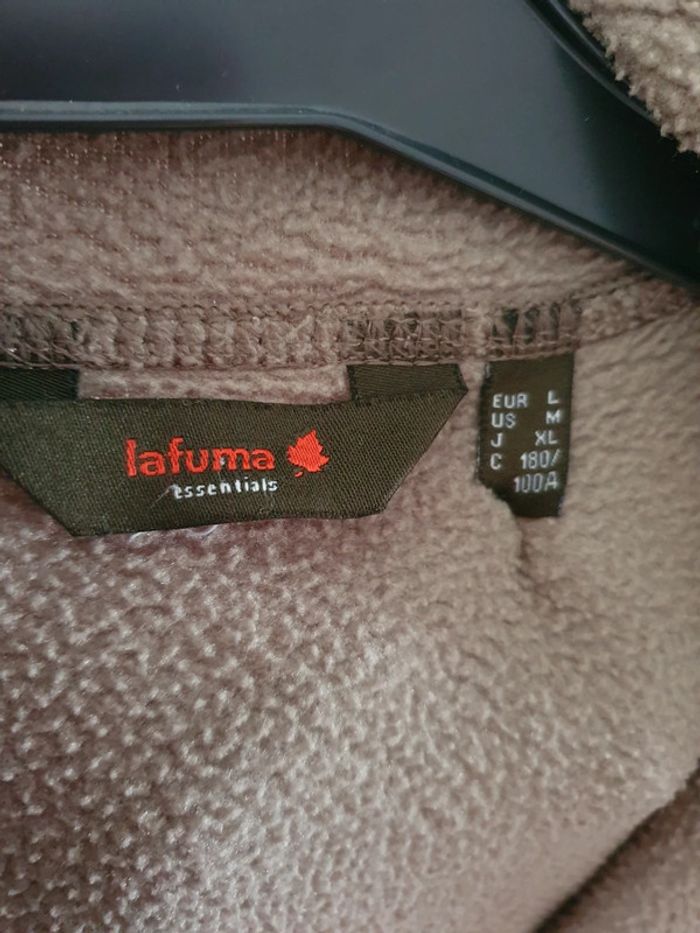 lafuma
essentials
EUR L
US M
J XL
C 180/
100A